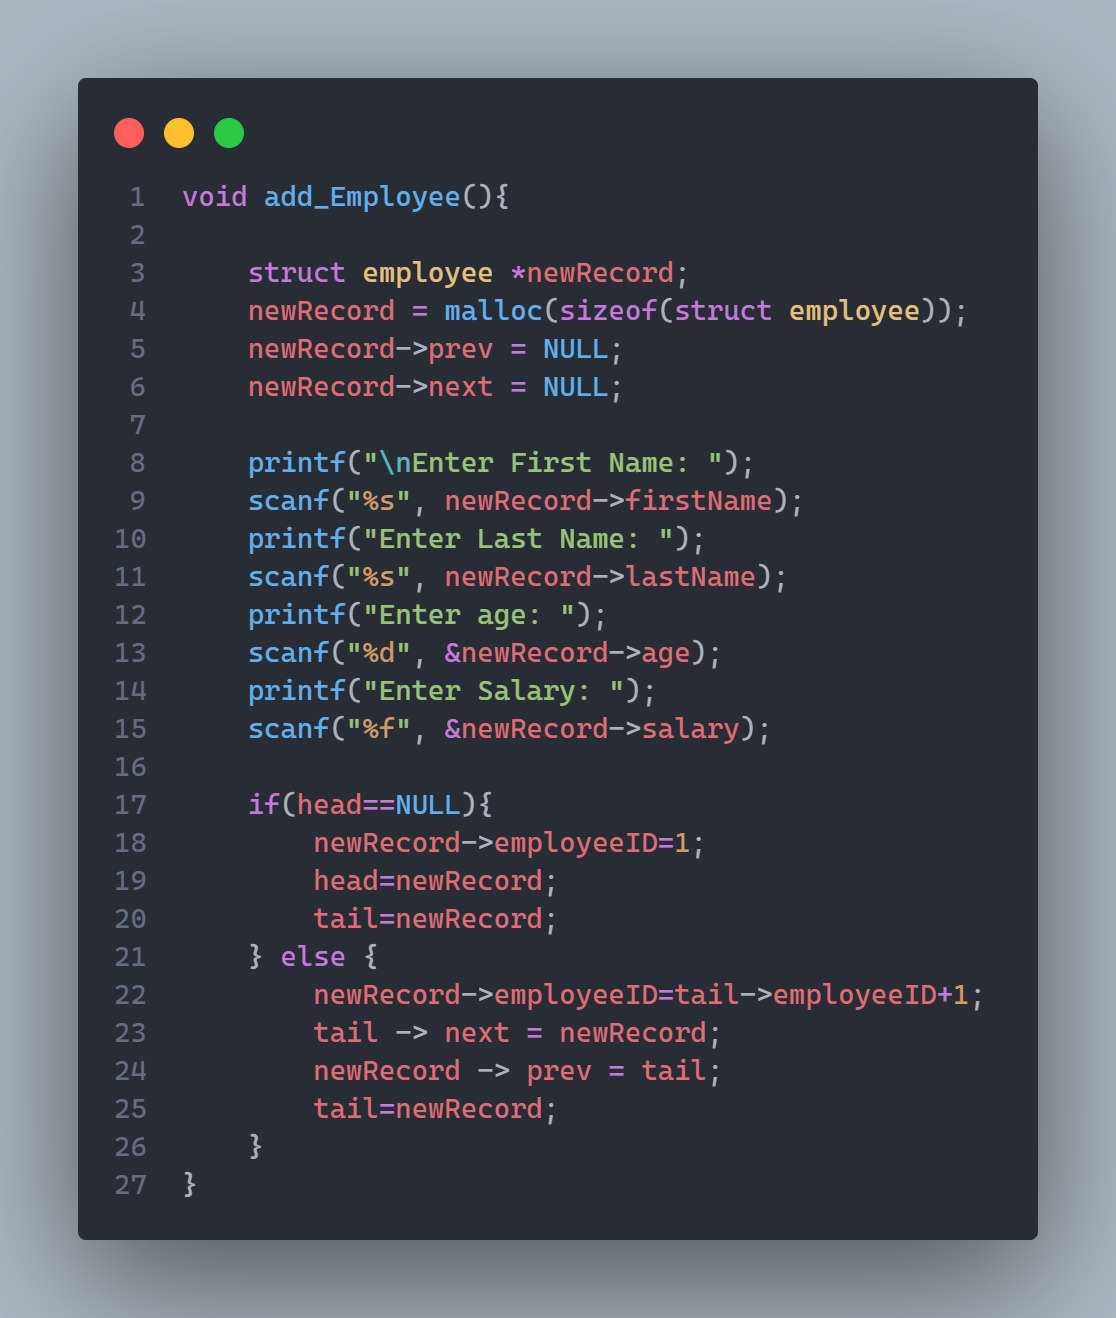 1 void add_Employee(){
2
3     struct employee *newRecord;
4     newRecord = malloc(sizeof(struct employee));
5     newRecord->prev = NULL;
6     newRecord->next = NULL;
7
8     printf("\nEnter First Name: ");
9     scanf("%s", newRecord->firstName);
10     printf("Enter Last Name: ");
11     scanf("%s", newRecord->lastName);
12     printf("Enter age: ");
13     scanf("%d", &newRecord->age);
14     printf("Enter Salary: ");
15     scanf("%f", &newRecord->salary);
16
17     if(head==NULL){
18         newRecord->employeeID=1;
19         head=newRecord;
20         tail=newRecord;
21     } else {
22         newRecord->employeeID=tail->employeeID+1;
23         tail -> next = newRecord;
24         newRecord -> prev = tail;
25         tail=newRecord;
26     }
27 }